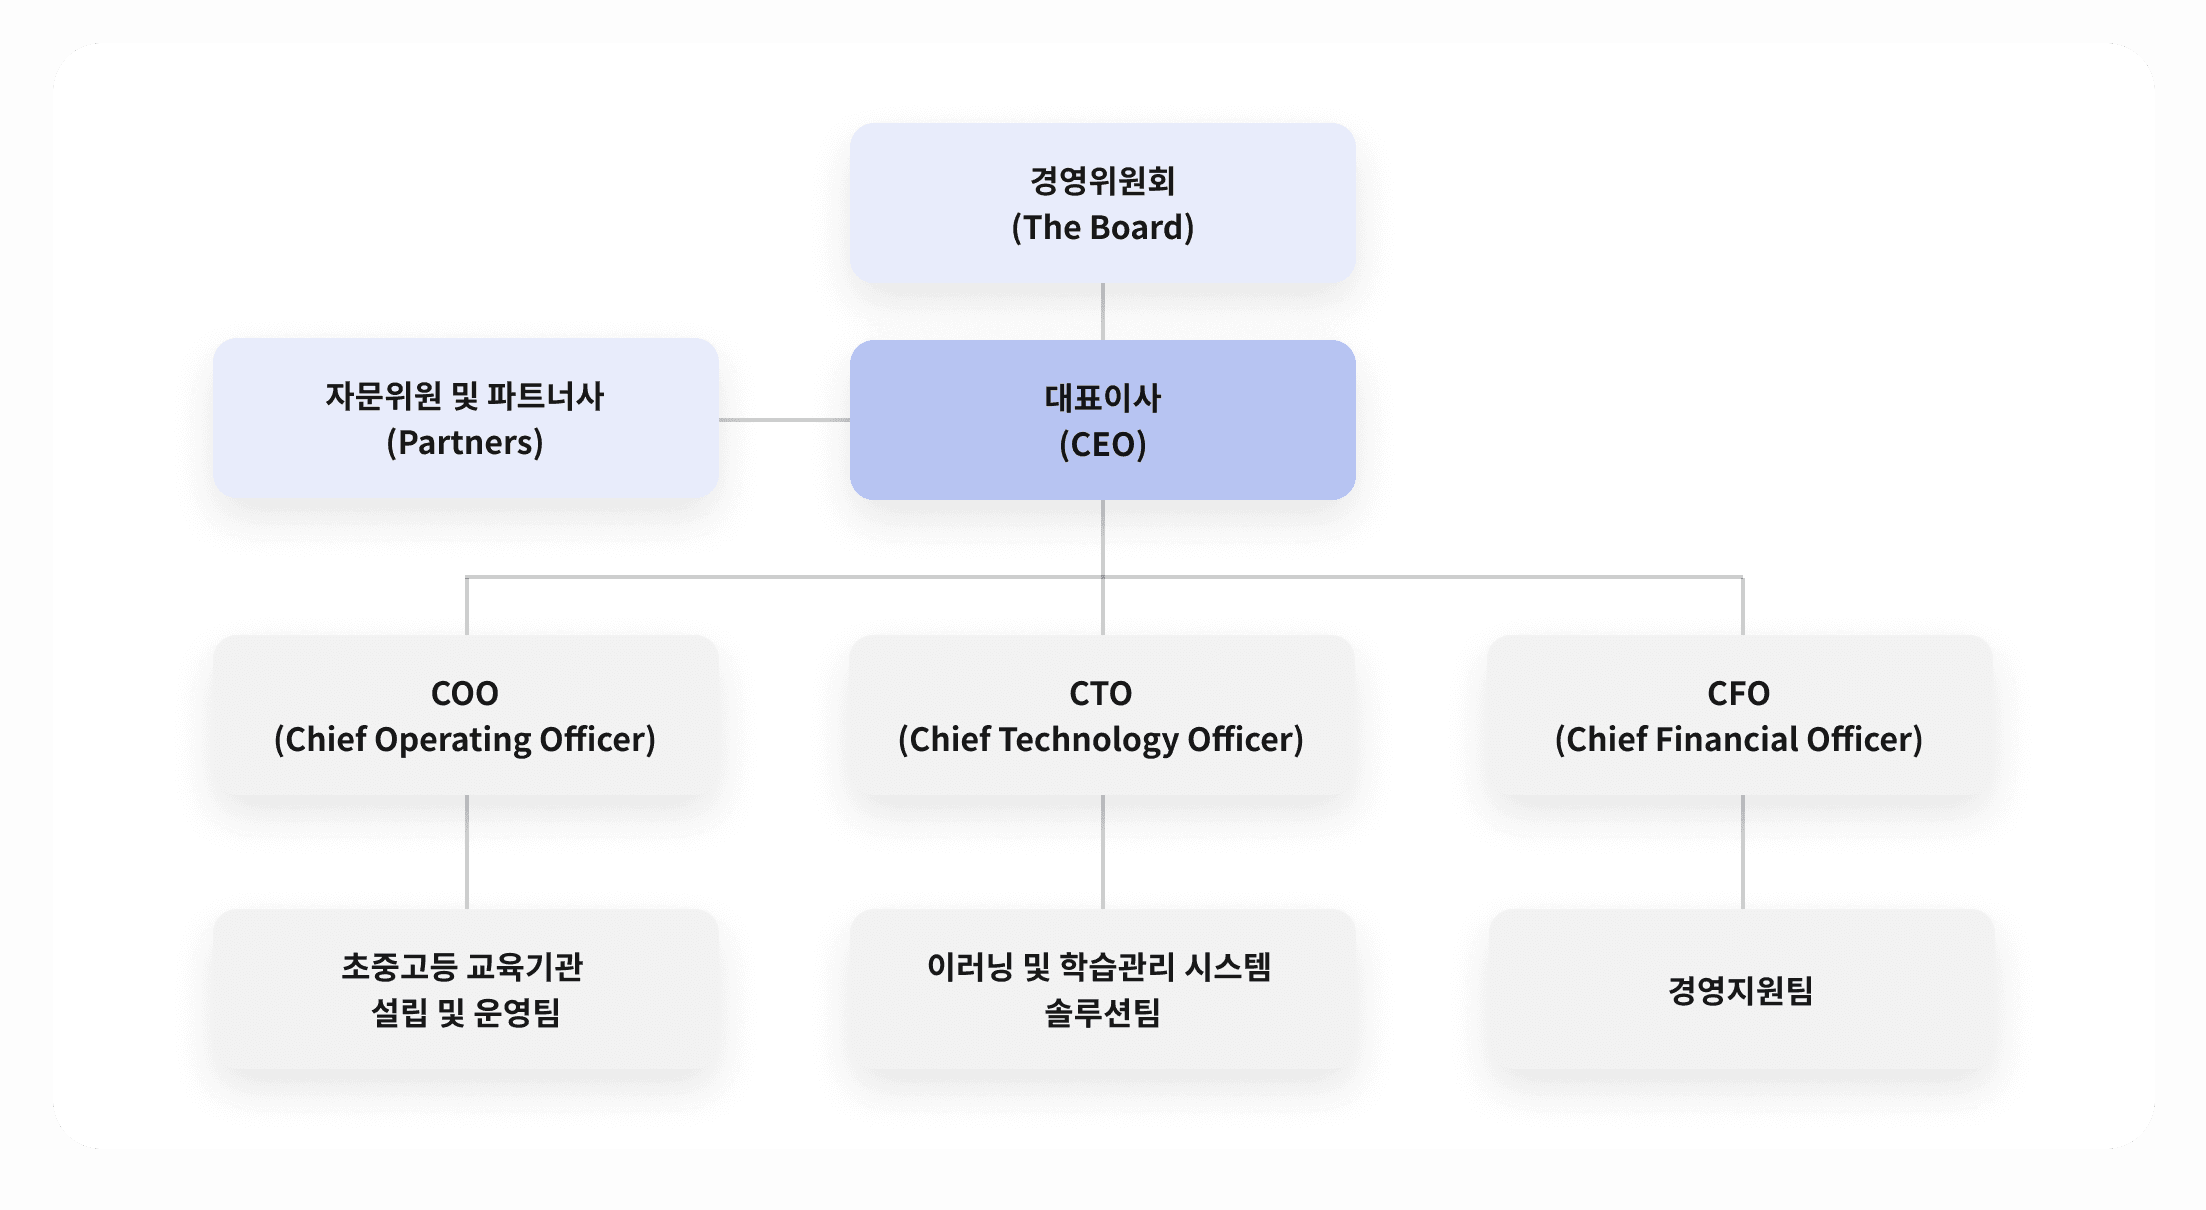 경영위원회
(The Board)
자문위원 및 파트너사
(Partners)
대표이사
(CEO)
COO
(Chief Operating Officer)
CTO
(Chief Technology Officer)
CFO
(Chief Financial Officer)
초중고등 교육기관
설립 및 운영팀
이러닝 및 학습관리 시스템
솔루션팀
경영지원팀